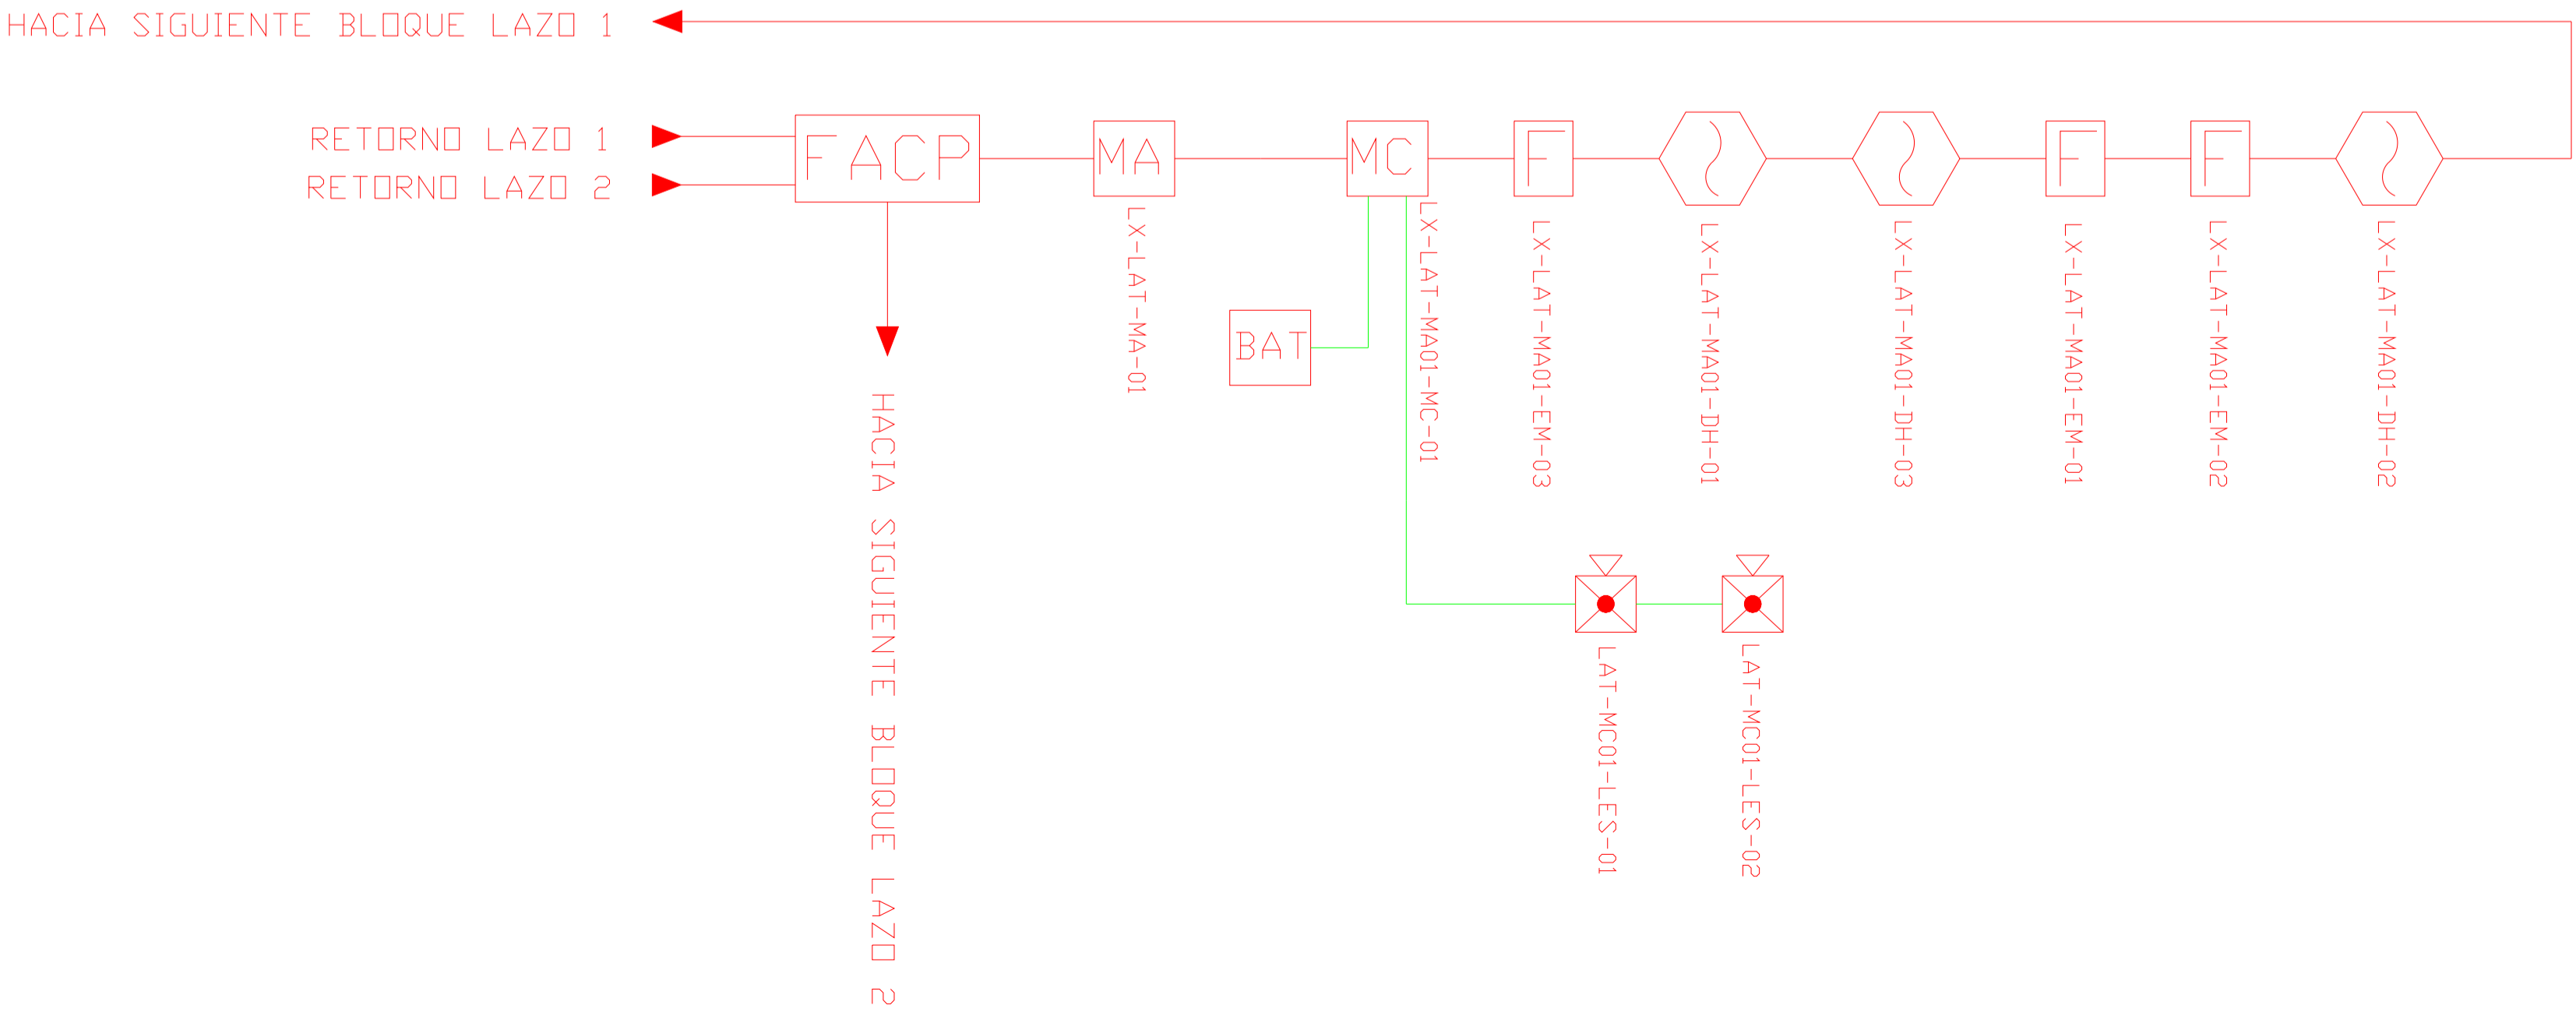 HACIA SIGUIENTE BLOQUE LAZO 1
RETORNO LAZO 1
RETORNO LAZO 2
FACP
MA
MC
F
F
F
LX-LAT-MA-01
LX-LAT-MA01-MC-01
LX-LAT-MA01-EM-03
LX-LAT-MA01-DH-01
LX-LAT-MA01-DH-03
LX-LAT-MA01-EM-01
LX-LAT-MA01-EM-02
LX-LAT-MA01-DH-02
BAT
HACIA SIGUIENTE BLOQUE LAZO 2
LAT-MC01-LES-01
LAT-MC01-LES-02